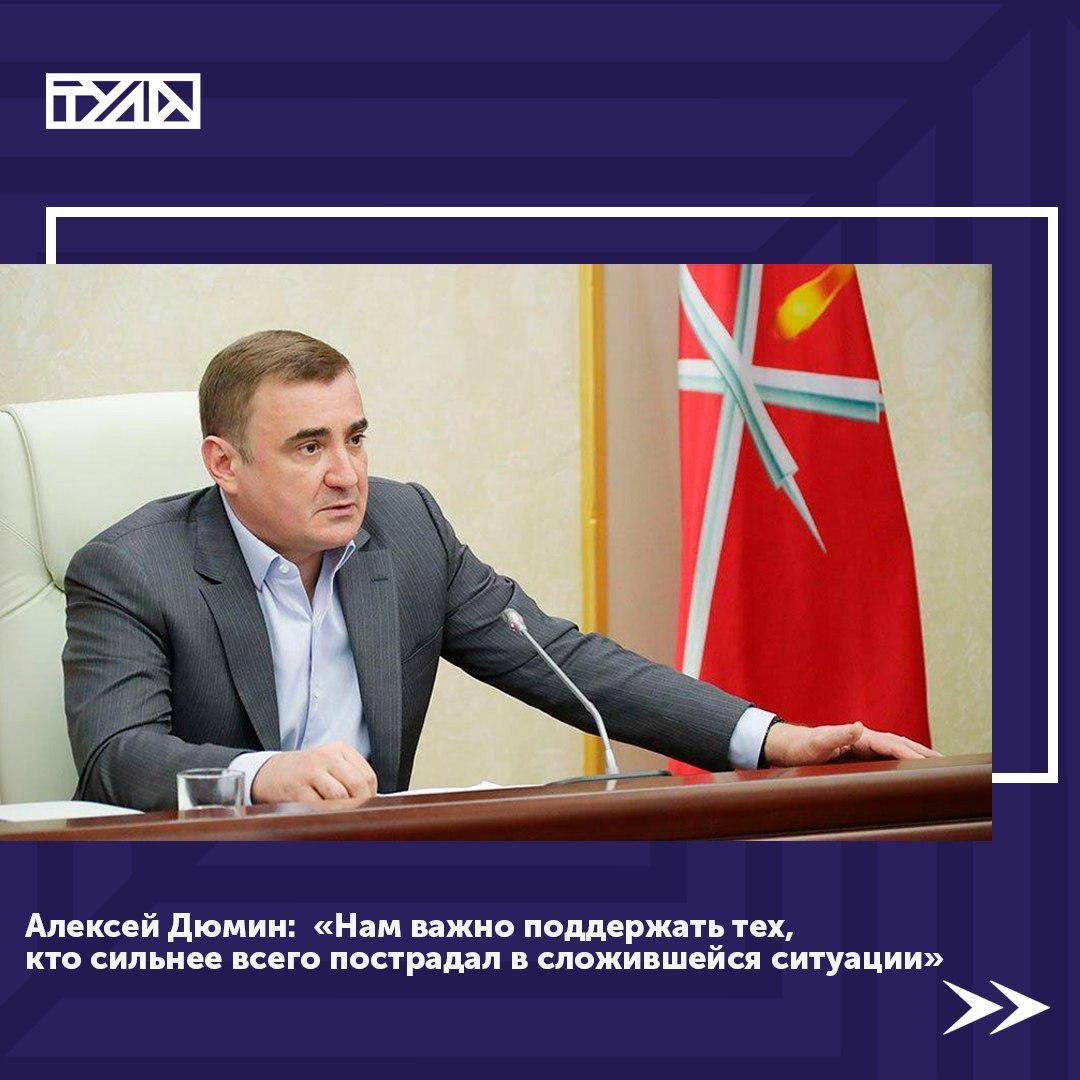 ТУЛА
Алексей Дюмин: «Нам важно поддержать тех,
кто сильнее всего пострадал в сложившейся ситуации»